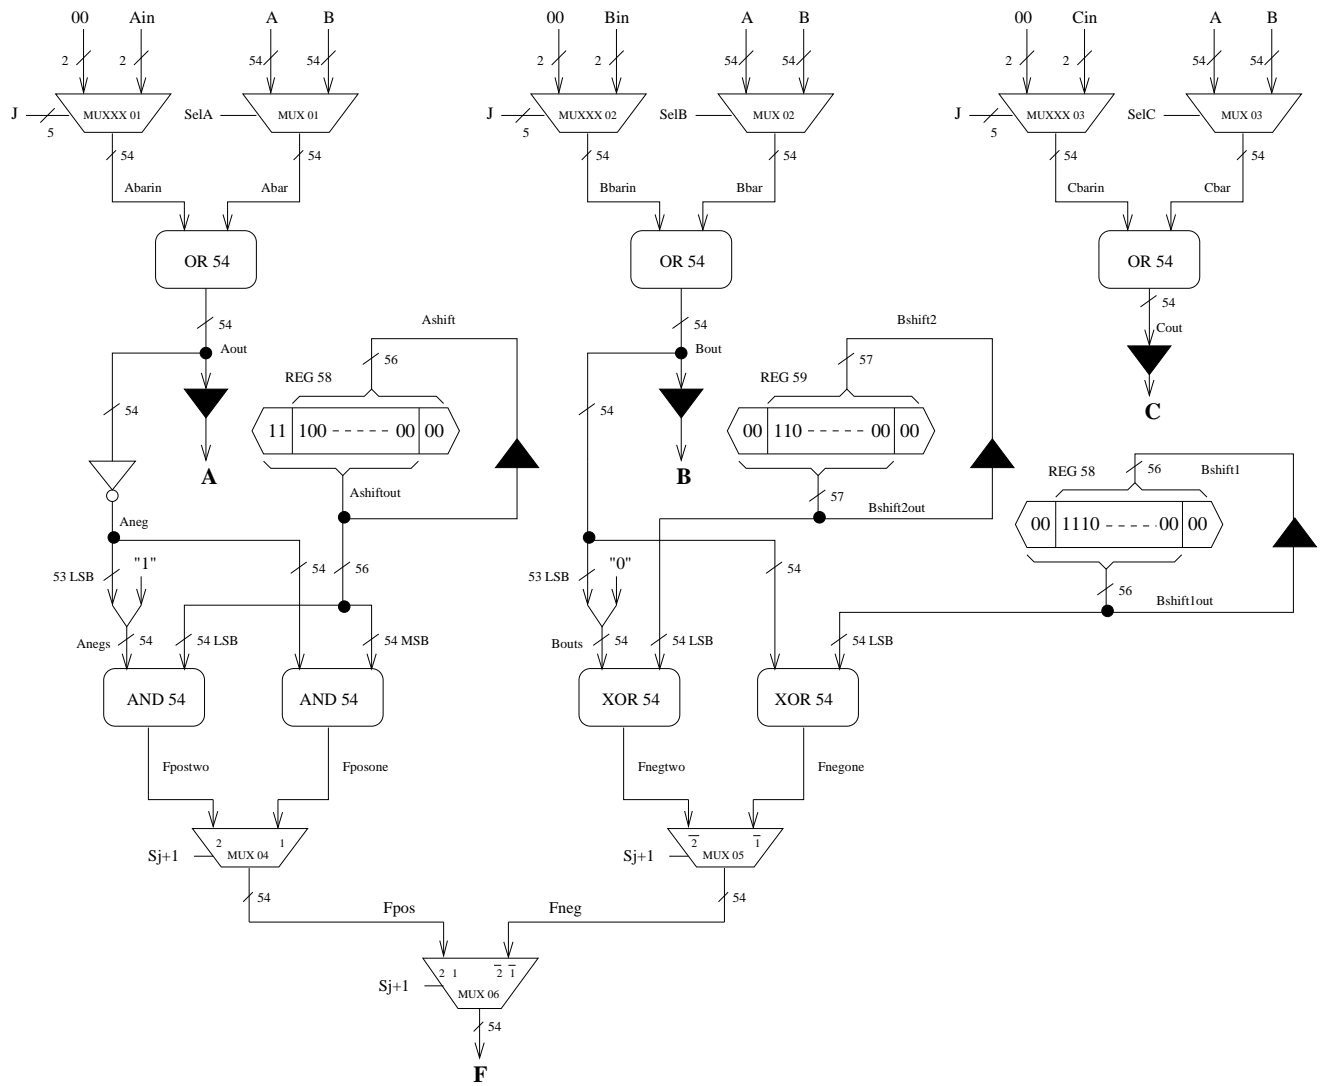 00 Ain A B 00 Bin A B 00 Cin A B
2 2 54 54 2 2 54 54 2 2 54 54
J MUXXX 01 SelA MUX 01 J MUXXX 02 SelB MUX 02 J MUXXX 03 SelC MUX 03
5 5 5
54 54 54 54 54 54
Abarin Abar Bbarin Bbar Cbarin Cbar
OR 54 OR 54 OR 54
54 54 54
Ashift Bshift2 Cout
Aout 56 Bout 57
REG 58 REG 59
54 54 C
11 100 - - - - - 00 00 00 110 - - - - - 00 00
A B
Bshift1
REG 58 56
Ashiftout 57
Bshift2out
Aneg 00 1110 - - - - - 00 00
"1" "0"
53 LSB 54 56 53 LSB 54
56
Bshift1out
Anegs 54 54 LSB 54 MSB Bouts 54 54 LSB 54 LSB
AND 54 AND 54 XOR 54 XOR 54
Fpostwo Fposone Fnegtwo Fnegone
2 1 2 1
Sj+1 MUX 04 Sj+1 MUX 05
54 54
Fpos Fneg
2 1 2 1
Sj+1 MUX 06
54
F